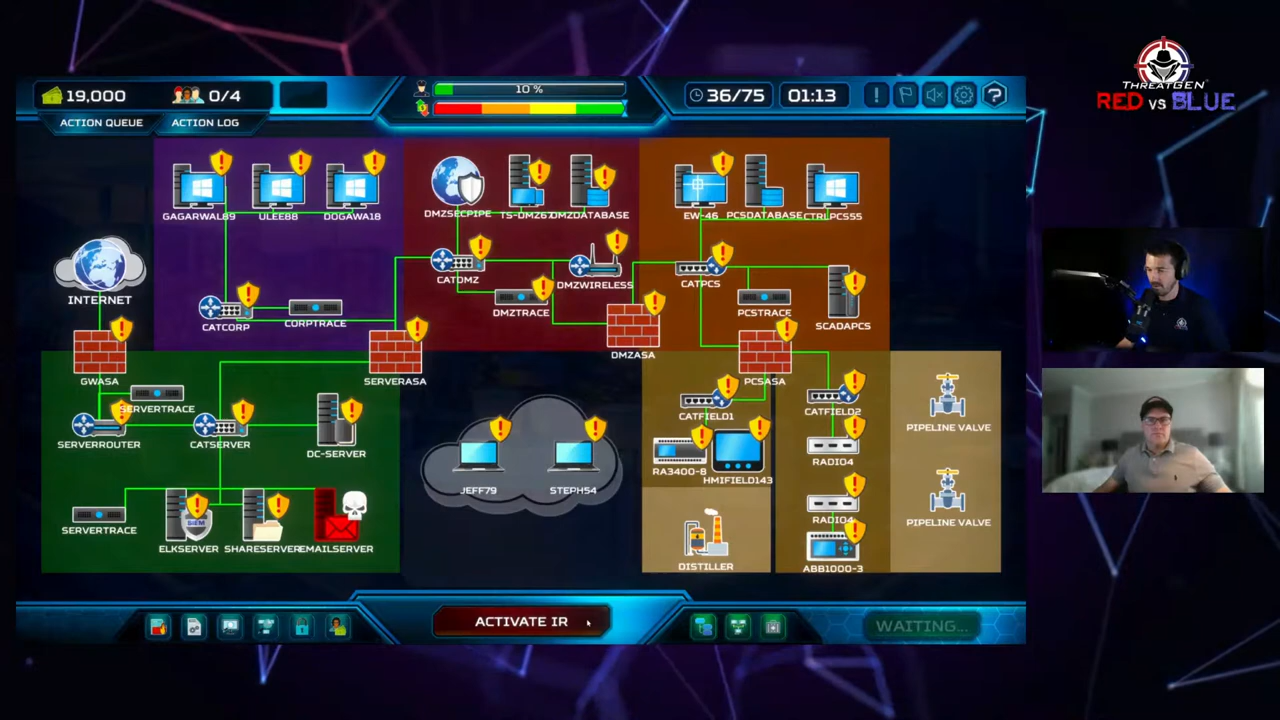 THREATGEN
RED VS BLUE
19,000
0/4
10 %
36/75
01:13
ACTION QUEUE
ACTION LOG
GAGARWAL89
ULEE88
DOGAWA18
DMZSECPIPE
DMZDATABASE
EW-46
PCSDATABASE
CTRLPCS55
INTERNET
CATCORP
CORPTRACE
CATDMZ
DMZWIRELESS
DMZTRACE
CATPCS
PCSTRACE
SCADAPCS
DMZASA
GWASA
SERVERASA
PCSASA
SERVERTRACE
SERVERROUTER
CATSERVER
DC-SERVER
CATFIELD1
CATFIELD2
PIPELINE VALVE
RA3400-8
HMIFIELD143
RADIO4
JEFF79
STEPH54
SERVERTRACE
SIEM
ELKSERVER
SHARESERVER
EMAILSERVER
RADIO4
PIPELINE VALVE
DISTILLER
ABB1000-3
ACTIVATE IR
WAITING...